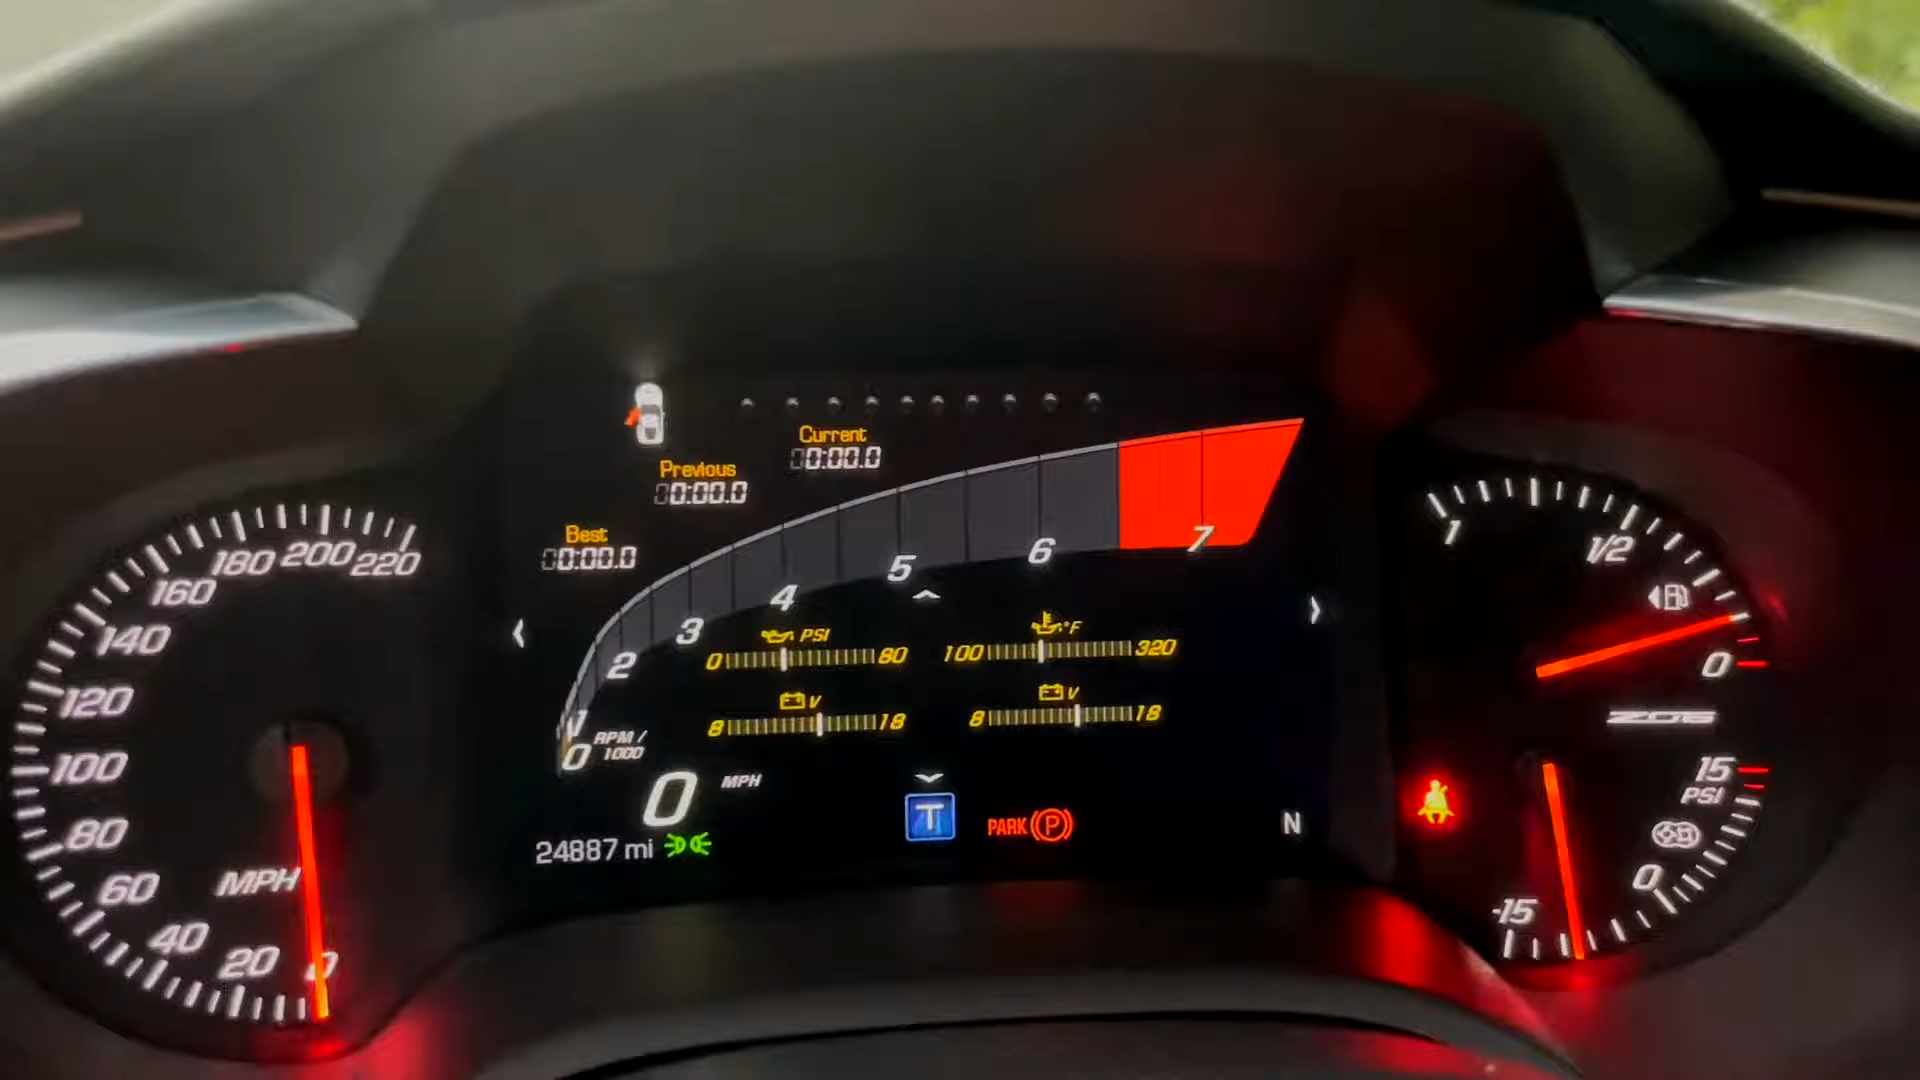 Current
00:00.0
Previous
00:00.0
Best
00:00.0
0
1
2
3
4
5
6
7
RPM /
1000
PSI
0
80
°F
100
320
V
8
18
V
8
18
0
MPH
24887 mi
T
PARK
P
N
220
200
180
160
140
120
100
80
60
40
20
0
MPH
1
1/2
0
Z06
15
PSI
0
-15